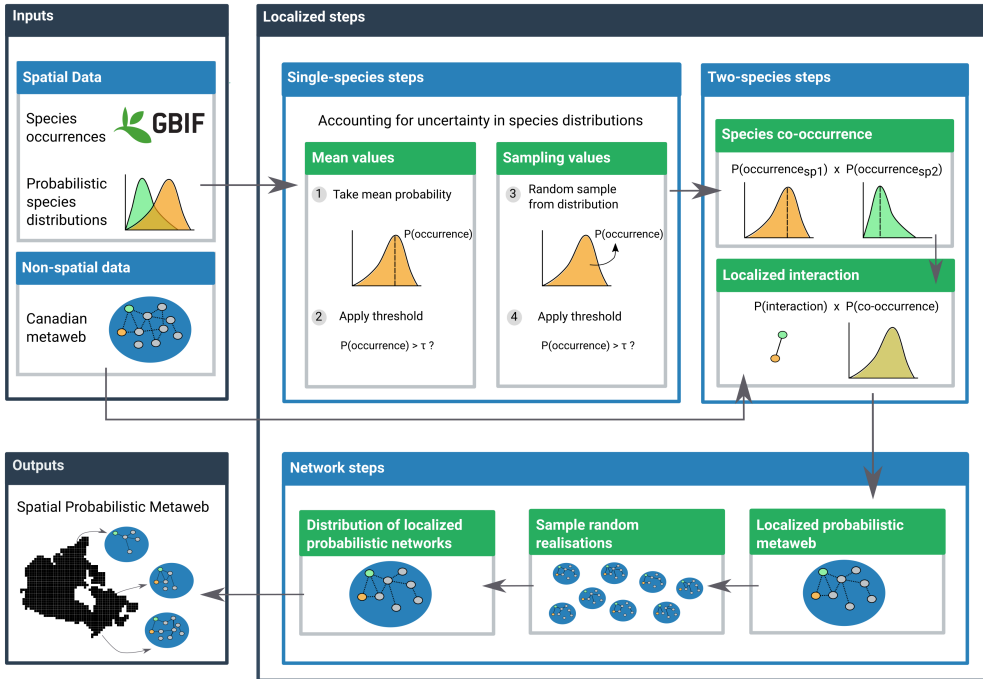 Inputs
Spatial Data
Species
occurrences
GBIF
Probabilistic
species
distributions
Non-spatial data
Canadian
metaweb
Localized steps
Single-species steps
Accounting for uncertainty in species distributions
Mean values
1 Take mean probability
P(occurrence)
2 Apply threshold
P(occurrence) > τ ?
Sampling values
3 Random sample
from distribution
P(occurrence)
4 Apply threshold
P(occurrence) > τ ?
Two-species steps
Species co-occurrence
P(occurrencesp1) x P(occurrencesp2)
Localized interaction
P(interaction) x P(co-occurrence)
Network steps
Localized probabilistic
metaweb
Sample random
realisations
Distribution of localized
probabilistic networks
Outputs
Spatial Probabilistic Metaweb